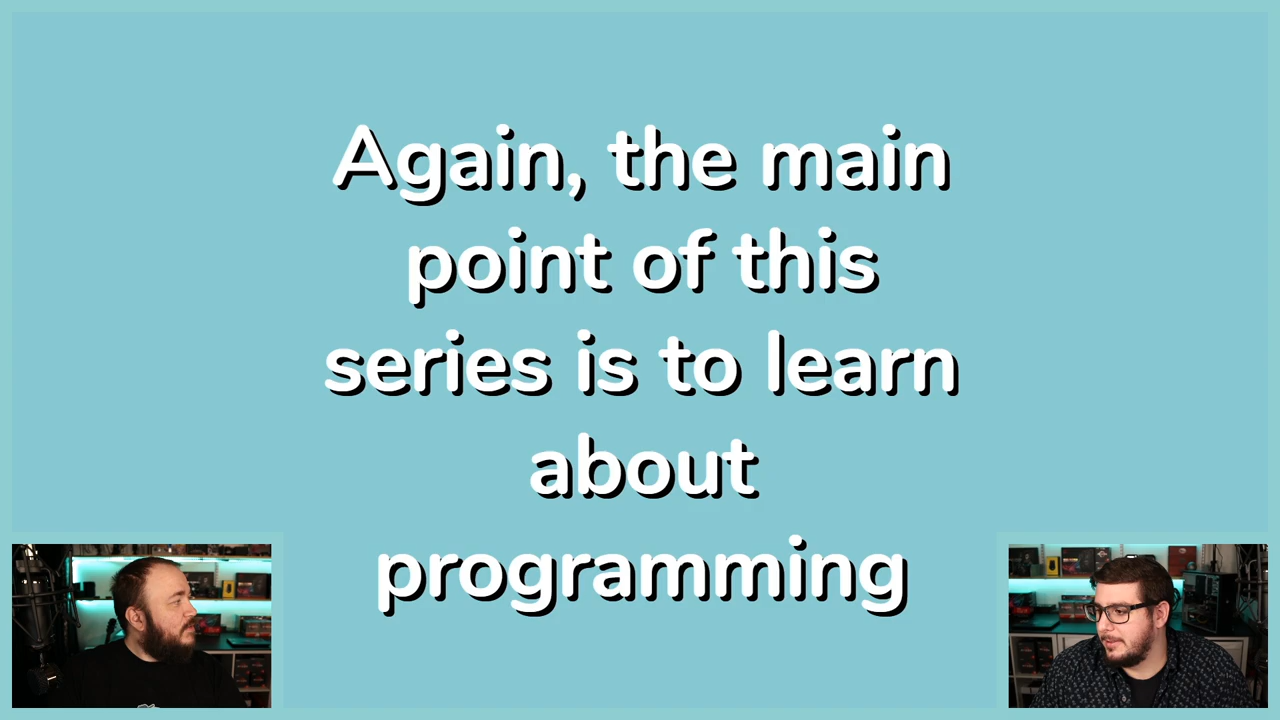 Again, the main
point of this
series is to learn
about
programming